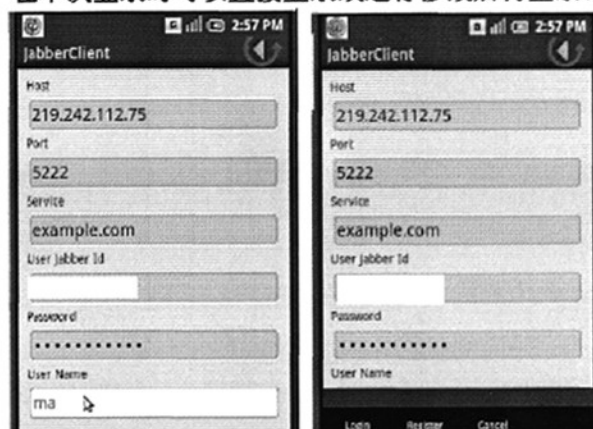 2:57 PM
JabberClient
Host
219.242.112.75
Port
5222
Service
example.com
User Jabber Id
Password
•••••••••••
User Name
ma
2:57 PM
JabberClient
Host
219.242.112.75
Port
5222
Service
example.com
User Jabber Id
Password
•••••••••••
User Name
Login Register Cancel